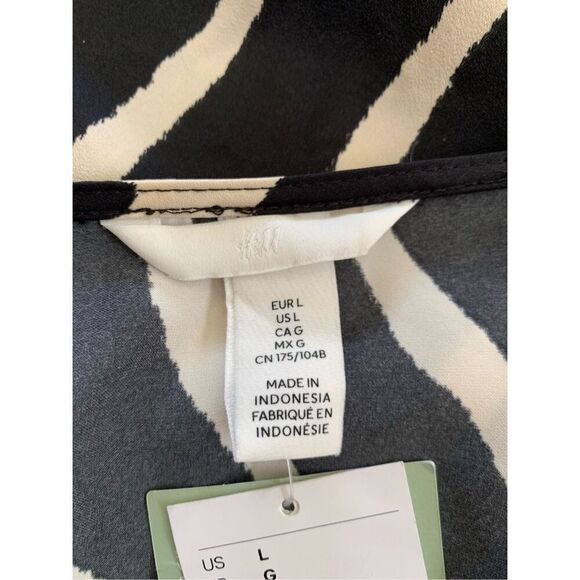 H&M
EUR L
US L
CA G
MX G
CN 175/104B
MADE IN
INDONESIA
FABRIQUÉ EN
INDONÉSIE
US L
G